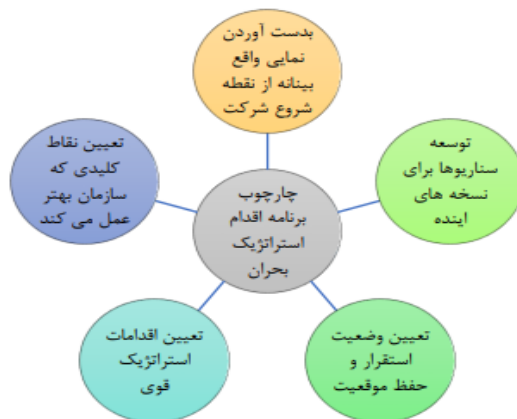 بدست آوردن
نمایی واقع
بینانه از نقطه
شروع شرکت
توسعه
سناریوها برای
نسخه های
اینده
تعیین نقاط
کلیدی که
سازمان بهتر
عمل می کند
چارچوب
برنامه اقدام
استراتژیک
بحران
تعیین وضعیت
استقرار و
حفظ موقعیت
تعیین اقدامات
استراتژیک
قوی